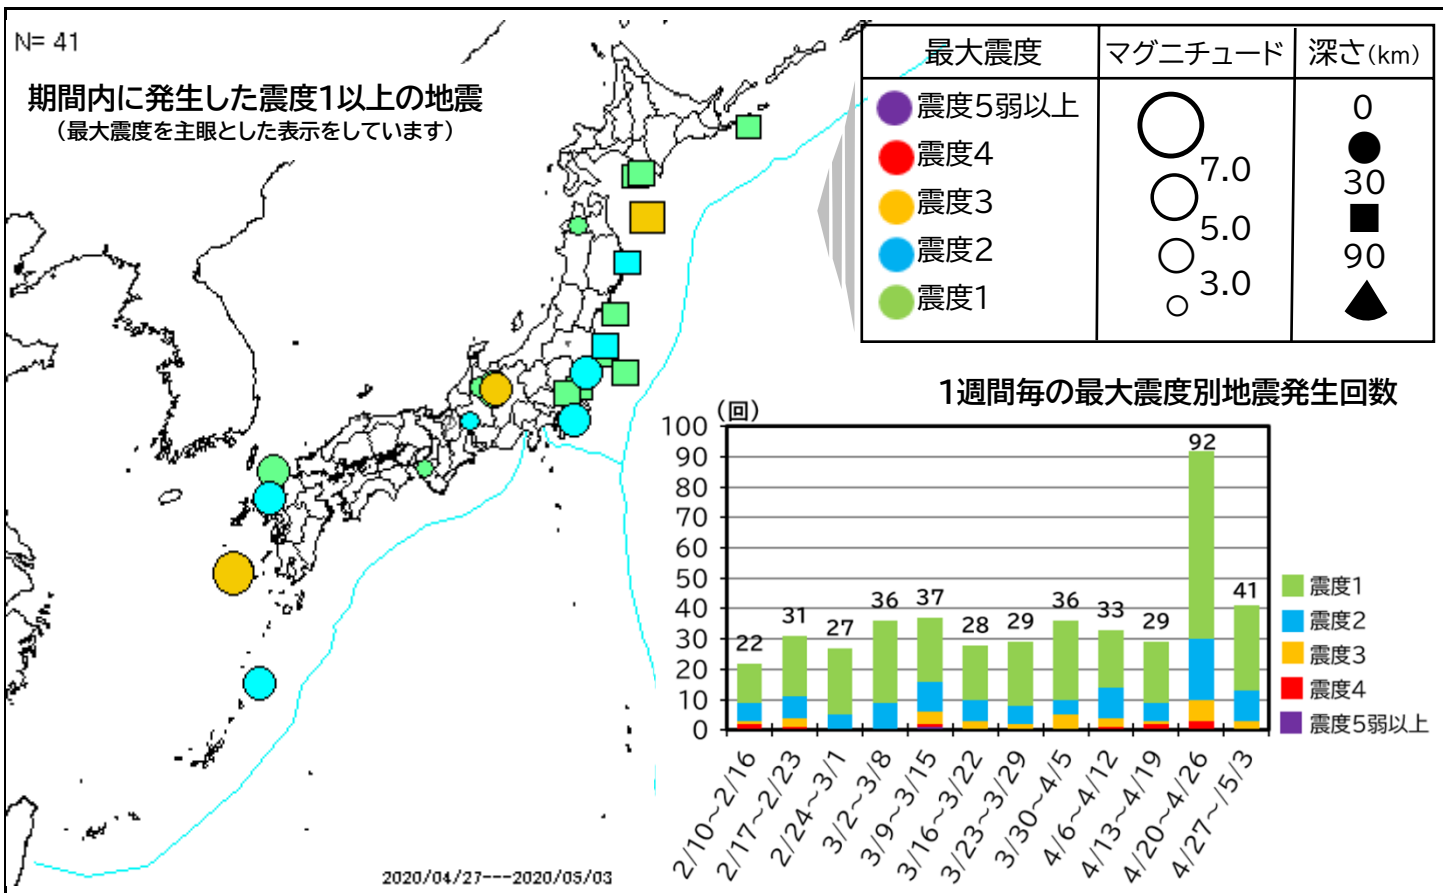 N= 41
期間内に発生した震度1以上の地震
(最大震度を主眼とした表示をしています)
最大震度 マグニチュード 深さ(km)
震度5弱以上
震度4
震度3
震度2
震度1
7.0
5.0
3.0
0
30
90
1週間毎の最大震度別地震発生回数
(回)
100
90
80
70
60
50
40
30
20
10
0
22
31
27
36
37
28
29
36
33
29
92
41
2/10~2/16
2/17~2/23
2/24~3/1
3/2~3/8
3/9~3/15
3/16~3/22
3/23~3/29
3/30~4/5
4/6~4/12
4/13~4/19
4/20~4/26
4/27~/5/3
震度1
震度2
震度3
震度4
震度5弱以上
2020/04/27---2020/05/03